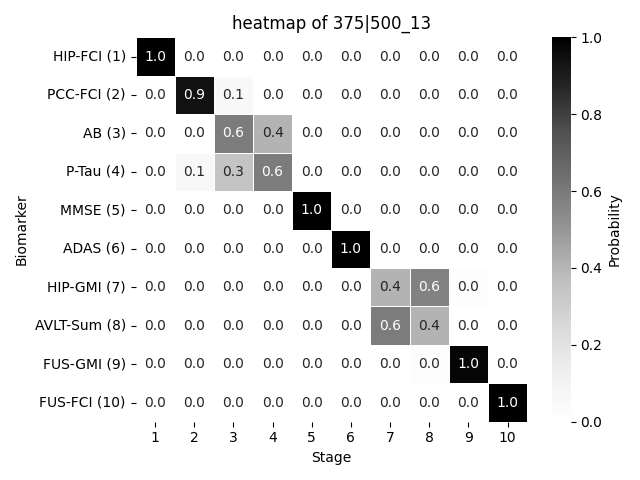 heatmap of 375|500_13
HIP-FCI (1) 1.0 0.0 0.0 0.0 0.0 0.0 0.0 0.0 0.0 0.0
PCC-FCI (2) 0.0 0.9 0.1 0.0 0.0 0.0 0.0 0.0 0.0 0.0
AB (3) 0.0 0.0 0.6 0.4 0.0 0.0 0.0 0.0 0.0 0.0
P-Tau (4) 0.0 0.1 0.3 0.6 0.0 0.0 0.0 0.0 0.0 0.0
MMSE (5) 0.0 0.0 0.0 0.0 1.0 0.0 0.0 0.0 0.0 0.0
ADAS (6) 0.0 0.0 0.0 0.0 0.0 1.0 0.0 0.0 0.0 0.0
HIP-GMI (7) 0.0 0.0 0.0 0.0 0.0 0.0 0.4 0.6 0.0 0.0
AVLT-Sum (8) 0.0 0.0 0.0 0.0 0.0 0.0 0.6 0.4 0.0 0.0
FUS-GMI (9) 0.0 0.0 0.0 0.0 0.0 0.0 0.0 0.0 1.0 0.0
FUS-FCI (10) 0.0 0.0 0.0 0.0 0.0 0.0 0.0 0.0 0.0 1.0
1 2 3 4 5 6 7 8 9 10
Stage
Biomarker
1.0
0.8
0.6
0.4
0.2
0.0
Probability